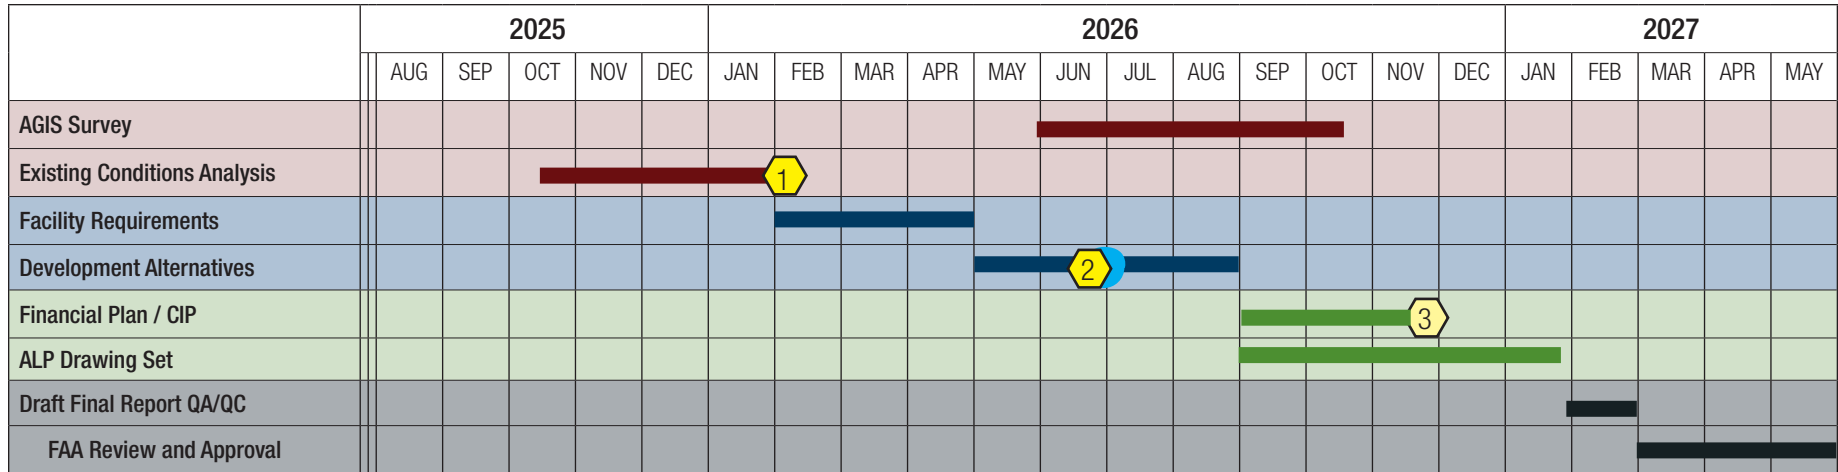 2025 2026 2027
AUG SEP OCT NOV DEC JAN FEB MAR APR MAY JUN JUL AUG SEP OCT NOV DEC JAN FEB MAR APR MAY
AGIS Survey
Existing Conditions Analysis 1
Facility Requirements
Development Alternatives 2
Financial Plan / CIP 3
ALP Drawing Set
Draft Final Report QA/QC
FAA Review and Approval